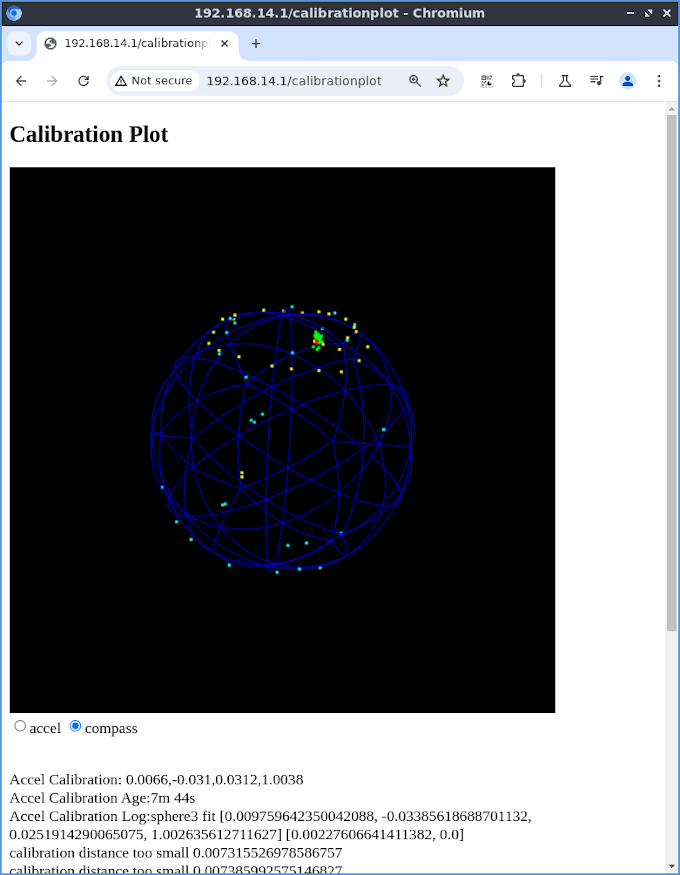 192.168.14.1/calibrationplot - Chromium
192.168.14.1/calibrationp
Not secure
192.168.14.1/calibrationplot
Calibration Plot
accel
compass
Accel Calibration: 0.0066,-0.031,0.0312,1.0038
Accel Calibration Age:7m 44s
Accel Calibration Log:sphere3 fit [0.009759642350042088, -0.03385618688701132,
0.0251914290065075, 1.002635612711627] [0.00227606641411382, 0.0]
calibration distance too small 0.007315526978586757
calibration distance too small 0.007385992575146827